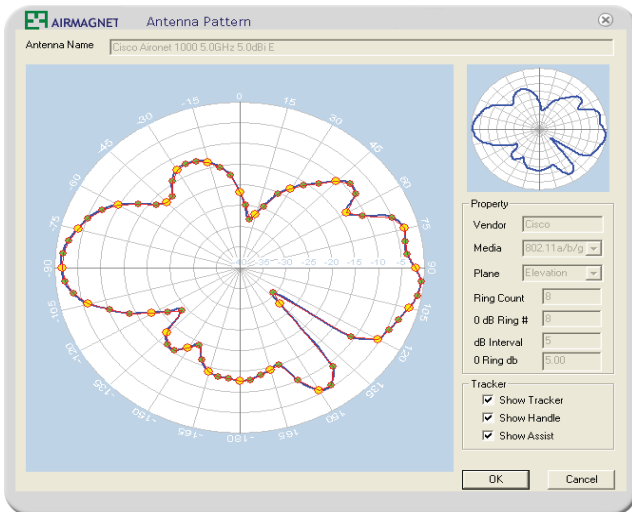 AIRMAGNET Antenna Pattern
Antenna Name Cisco Aironet 1000 5.0GHz 5.0dBi E
0
-15 15
-30 30
-45 45
-60 60
-75 75
-90 -40 -35 -30 -25 -20 -15 -10 -5 90
-105 105
-120 120
-135 135
-150 150
-165 165
-180
Property
Vendor Cisco
Media 802.11a/b/g
Plane Elevation
Ring Count 8
0 dB Ring # 8
dB Interval 5
0 Ring db 5.00
Tracker
Show Tracker
Show Handle
Show Assist
OK Cancel